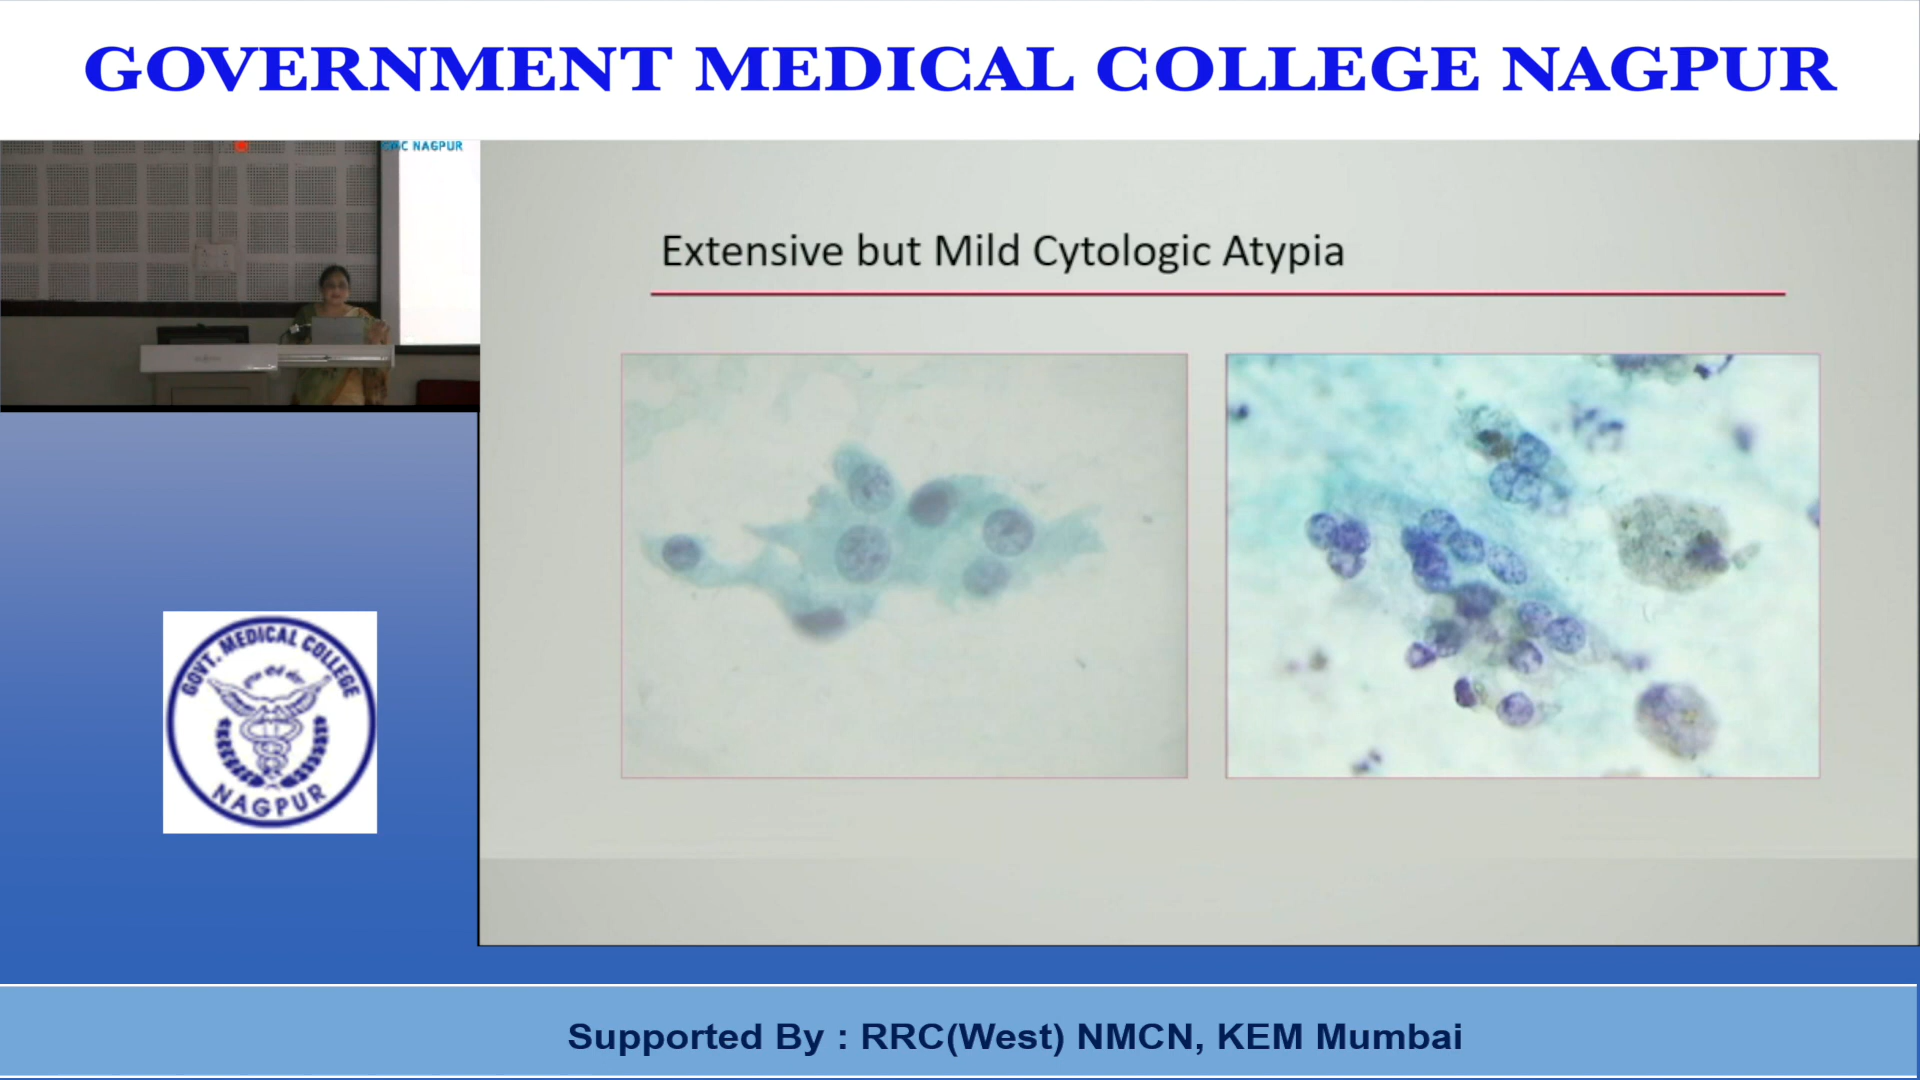 GOVERNMENT MEDICAL COLLEGE NAGPUR
GMC NAGPUR
Extensive but Mild Cytologic Atypia
GOVT. MEDICAL COLLEGE
NAGPUR
Supported By : RRC(West) NMCN, KEM Mumbai